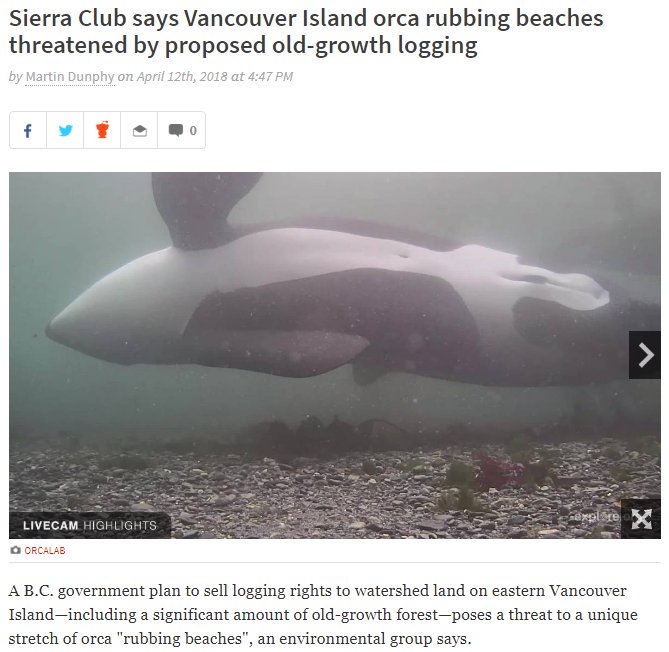 Sierra Club says Vancouver Island orca rubbing beaches
threatened by proposed old-growth logging
by Martin Dunphy on April 12th, 2018 at 4:47 PM
0
LIVECAM HIGHLIGHTS
ORCALAB
A B.C. government plan to sell logging rights to watershed land on eastern Vancouver
Island—including a significant amount of old-growth forest—poses a threat to a unique
stretch of orca "rubbing beaches", an environmental group says.